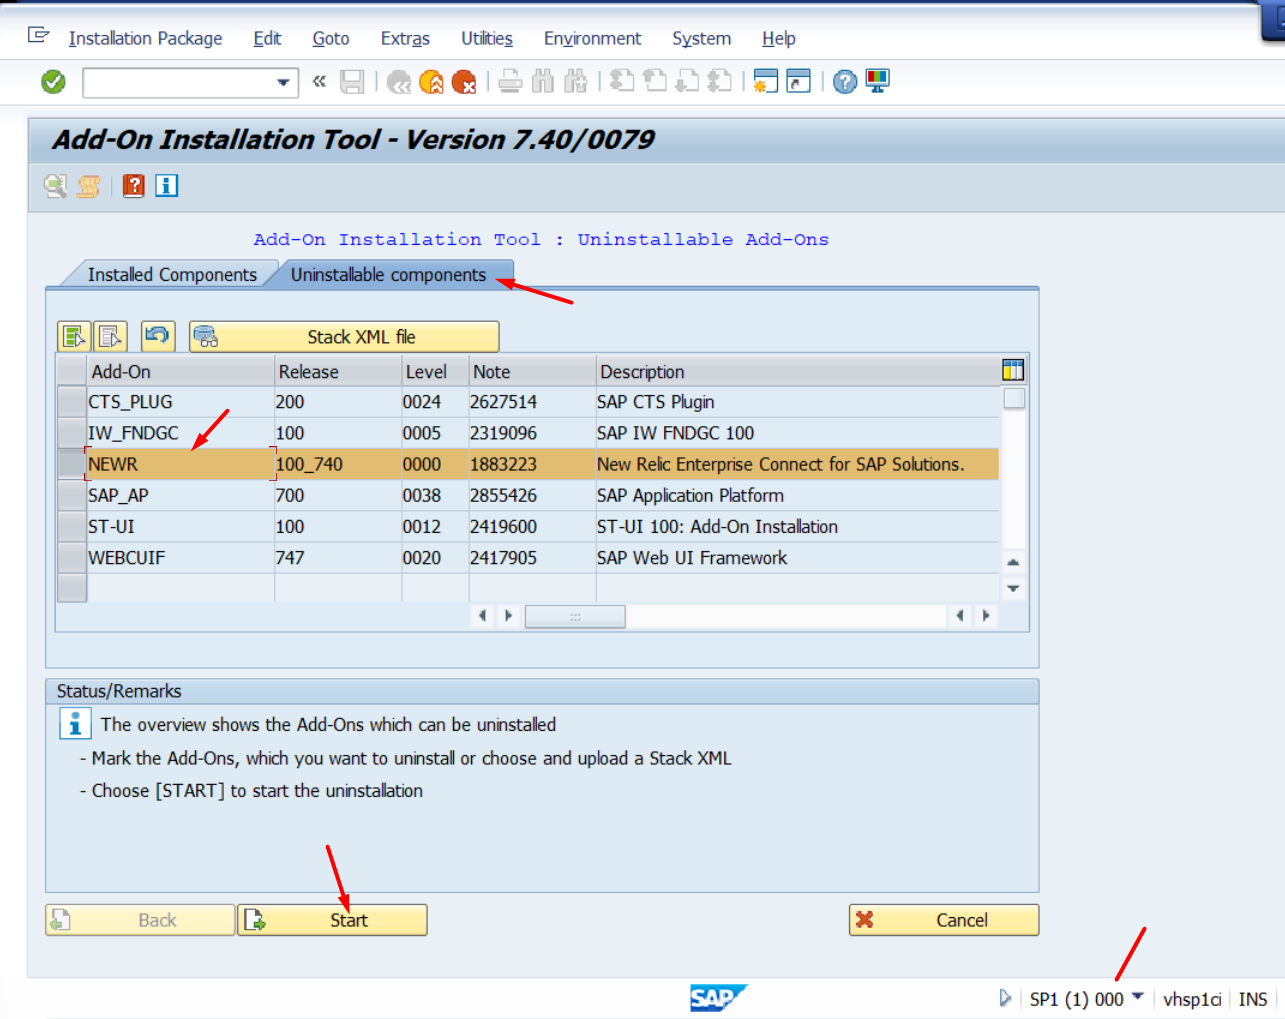 Installation Package Edit Goto Extras Utilities Environment System Help
Add-On Installation Tool - Version 7.40/0079
Add-On Installation Tool : Uninstallable Add-Ons
Installed Components Uninstallable components
Stack XML file
Add-On Release Level Note Description
CTS_PLUG 200 0024 2627514 SAP CTS Plugin
IW_FNDGC 100 0005 2319096 SAP IW FNDGC 100
NEWR 100_740 0000 1883223 New Relic Enterprise Connect for SAP Solutions.
SAP_AP 700 0038 2855426 SAP Application Platform
ST-UI 100 0012 2419600 ST-UI 100: Add-On Installation
WEBCUIF 747 0020 2417905 SAP Web UI Framework
Status/Remarks
The overview shows the Add-Ons which can be uninstalled
- Mark the Add-Ons, which you want to uninstall or choose and upload a Stack XML
- Choose [START] to start the uninstallation
Back Start Cancel
SAP SP1 (1) 000 vhsp1ci INS